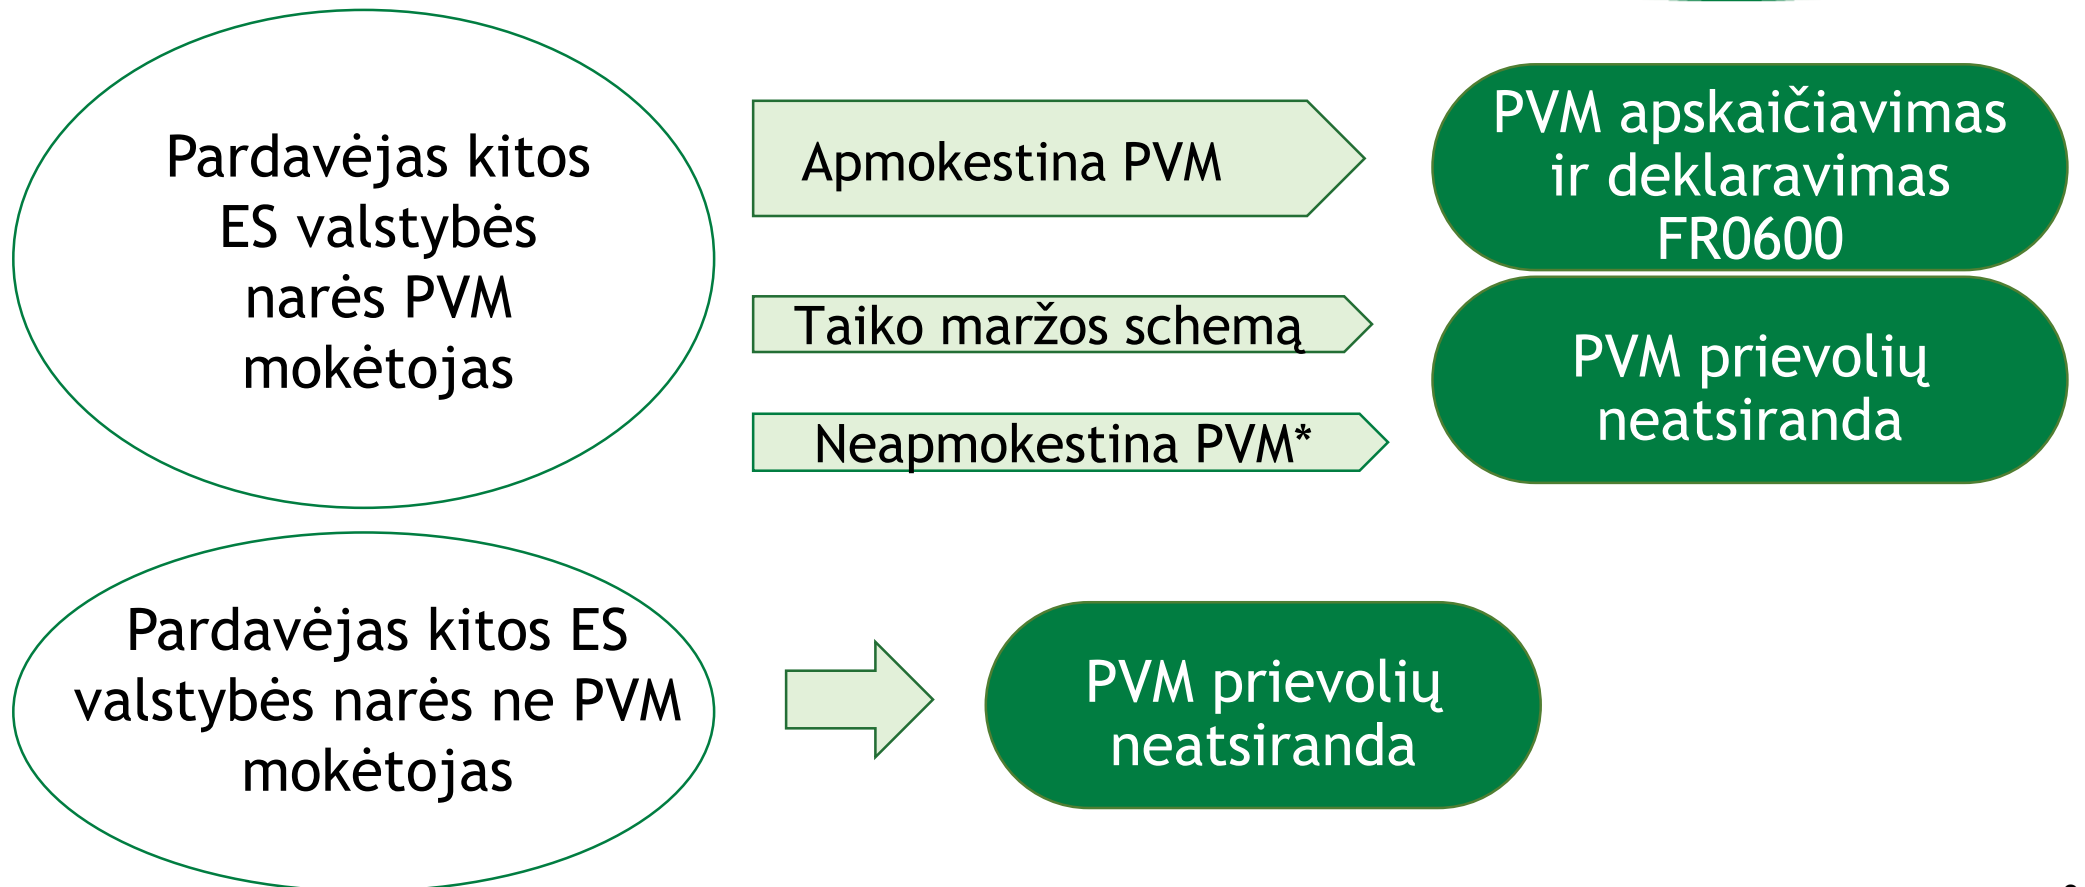 Pardavėjas kitos
ES valstybės
narės PVM
mokėtojas
Apmokestina PVM
PVM apskaičiavimas
ir deklaravimas
FR0600
Taiko maržos schemą
Neapmokestina PVM*
PVM prievolių
neatsiranda
Pardavėjas kitos ES
valstybės narės ne PVM
mokėtojas
PVM prievolių
neatsiranda